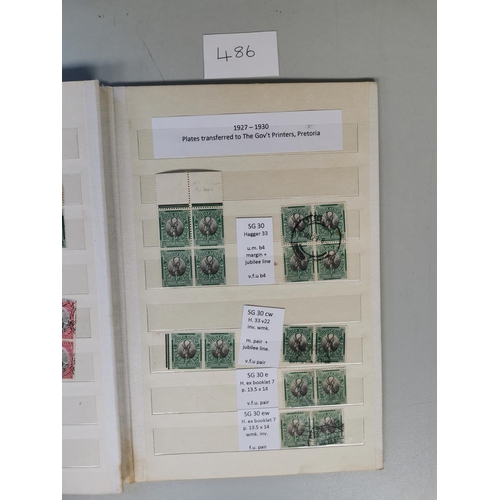 486
1927 – 1930
Plates transferred to The Gov't Printers, Pretoria
SG 30
Haggar 33
u.m. b4
margin +
jubilee line
v.f.u b4
SG 30 cw
H. 33 v22
inv. wmk.
m. pair +
jubilee line.
v.f.u pair
SG 30 e
H. ex booklet 7
p. 13.5 x 14
v.f.u. pair
SG 30 ew
H. ex booklet 7
p. 13.5 x 14
wmk. inv.
f.u. pair